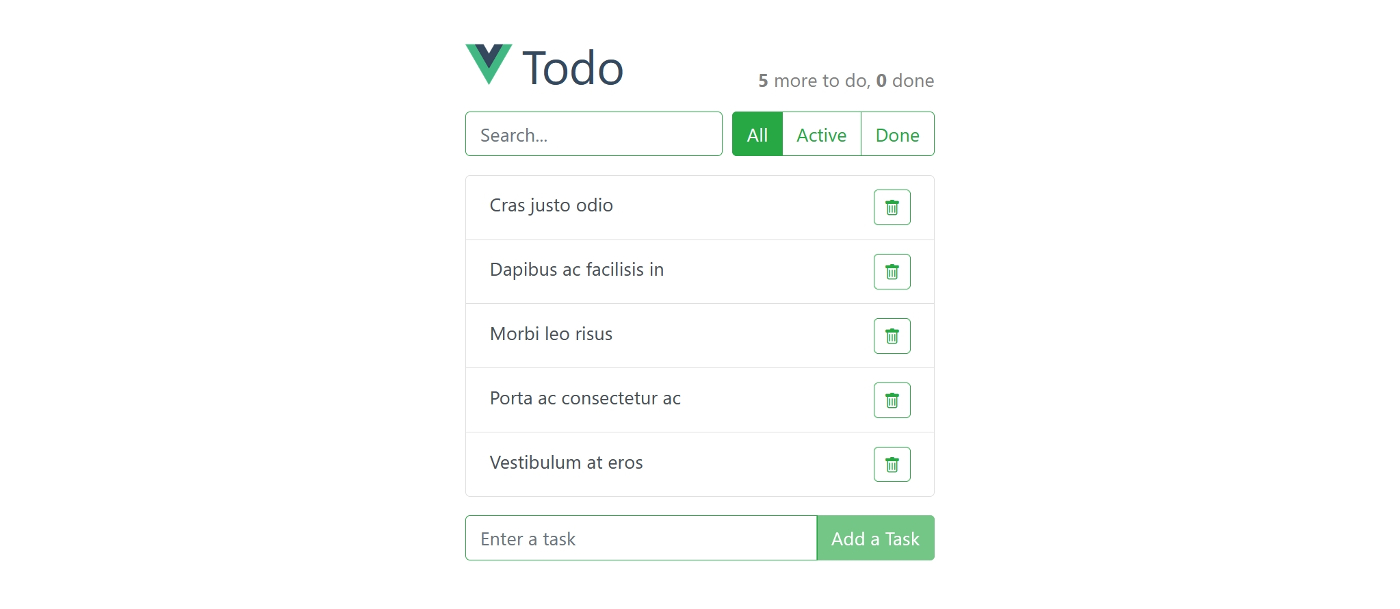 Todo
5 more to do, 0 done
Search...
All
Active
Done
Cras justo odio
Dapibus ac facilisis in
Morbi leo risus
Porta ac consectetur ac
Vestibulum at eros
Enter a task
Add a Task